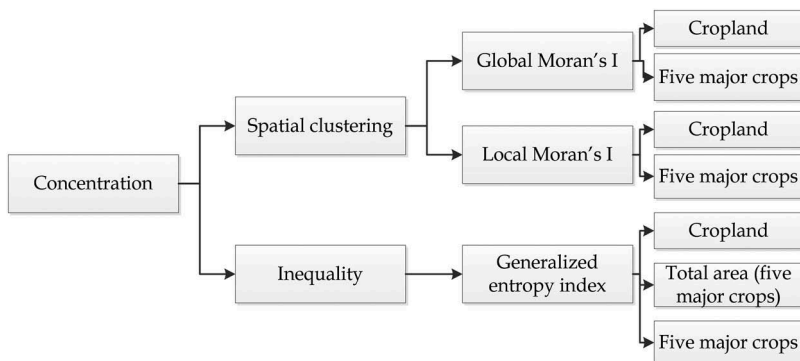 Concentration
Spatial clustering
Inequality
Global Moran's I
Local Moran's I
Generalized
entropy index
Cropland
Five major crops
Cropland
Five major crops
Cropland
Total area (five
major crops)
Five major crops